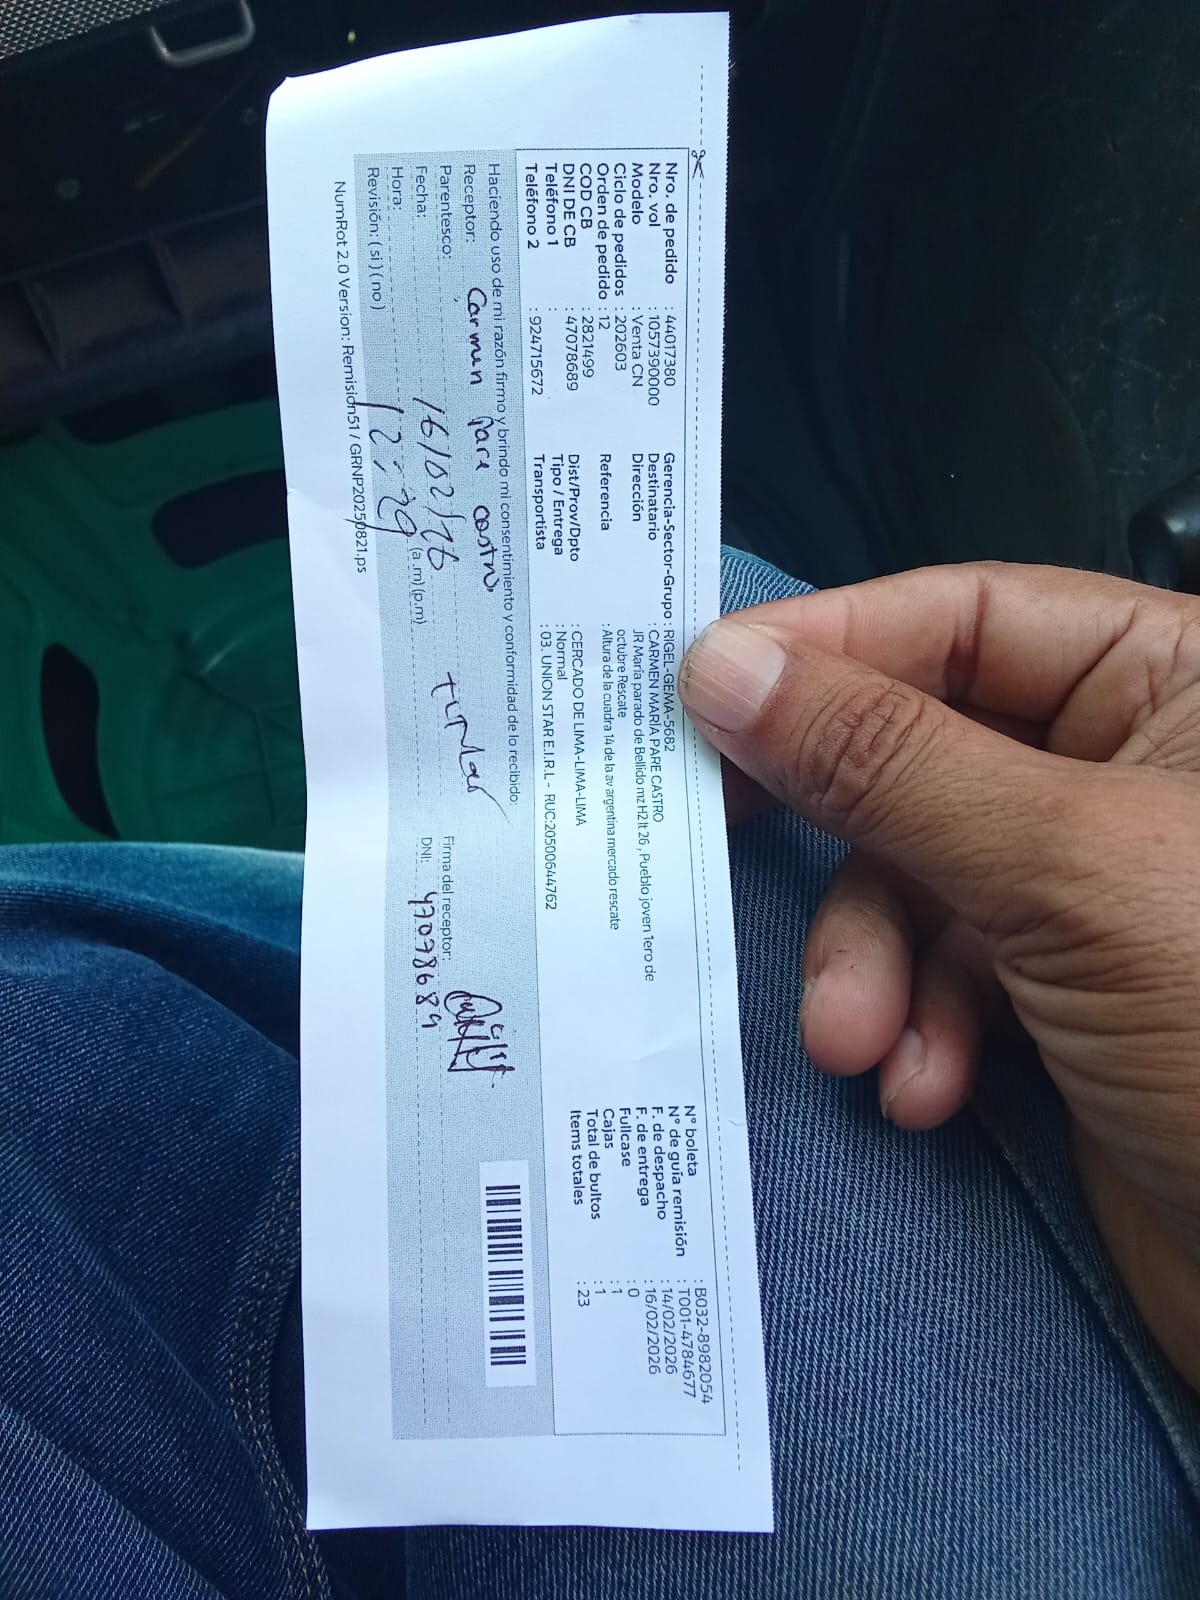 Nro. de pedido : 44017380
Nro. vol : 1057390000
Modelo : Venta CN
Ciclo de pedidos : 202603
Orden de pedido : 12
COD CB : 2821499
DNI DE CB : 47078689
Teléfono 1 :
Teléfono 2 : 924715672
Gerencia-Sector-Grupo : RIGEL-GEMA-5682
Destinatario : CARMEN MARÍA PARE CASTRO
Dirección JR María parado de Bellido mz H2 lt 26 , Pueblo joven 1ero de
octubre Rescate
Referencia : Altura de la cuadra 14 de la av argentina mercado rescate
Dist/Prov/Dpto : CERCADO DE LIMA-LIMA-LIMA
Tipo / Entrega : Normal
Transportista : 03. UNION STAR E.I.R.L - RUC:20500644762
N° boleta : B032-8982054
N° de guía remisión : T001-4784677
F. de despacho : 14/02/2026
F. de entrega : 16/02/2026
Fullcase : 0
Cajas : 1
Total de bultos : 1
Items totales : 23
Haciendo uso de mi razón firmo y brindo mi consentimiento y conformidad de lo recibido:
Receptor: Carmen Pare Castro
Parentesco: titular
Fecha: 16/02/26
Hora: 12:29 (a.m) (p.m)
Revisión: ( si ) ( no )
Firma del receptor:
DNI: 47078689
NumRot 2.0 Version: Remision51 / GRNP20250821.ps